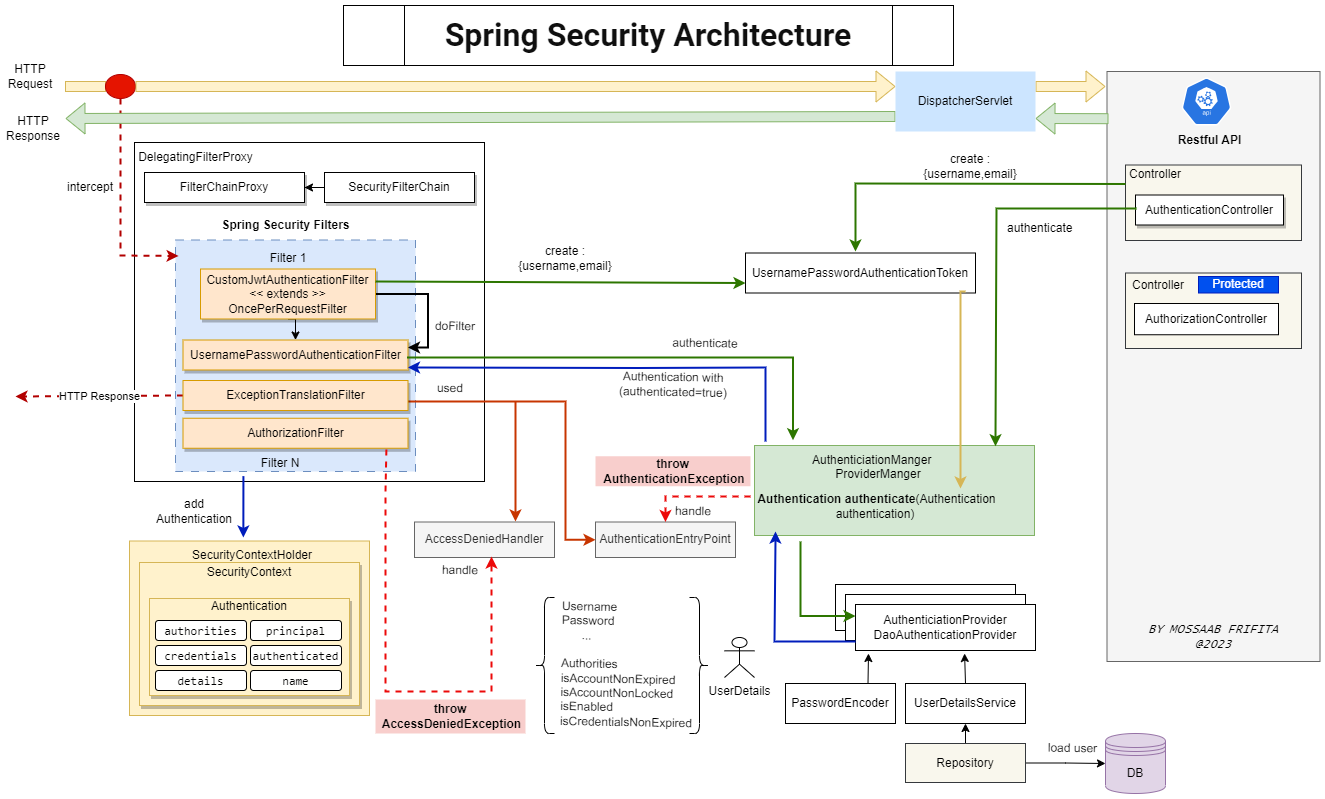 Spring Security Architecture
HTTP
Request
HTTP
Response
DispatcherServlet
api
Restful API
DelegatingFilterProxy
FilterChainProxy
SecurityFilterChain
intercept
Spring Security Filters
Filter 1
CustomJwtAuthenticationFilter
<< extends >>
OncePerRequestFilter
doFilter
UsernamePasswordAuthenticationFilter
ExceptionTranslationFilter
AuthorizationFilter
Filter N
HTTP Response
create :
{username,email}
create :
{username,email}
UsernamePasswordAuthenticationToken
authenticate
Controller
AuthenticationController
Controller
Protected
AuthorizationController
authenticate
Authentication with
(authenticated=true)
used
AuthenticiationManger
ProviderManger
Authentication authenticate(Authentication
authentication)
throw
AuthenticationException
handle
AccessDeniedHandler
AuthenticationEntryPoint
handle
add
Authentication
SecurityContextHolder
SecurityContext
Authentication
authorities
principal
credentials
authenticated
details
name
throw
AccessDeniedException
Username
Password
...
Authorities
isAccountNonExpired
isAccountNonLocked
isEnabled
isCredentialsNonExpired
UserDetails
AuthenticiationProvider
DaoAuthenticationProvider
PasswordEncoder
UserDetailsService
Repository
load user
DB
BY MOSSAAB FRIFITA
@2023